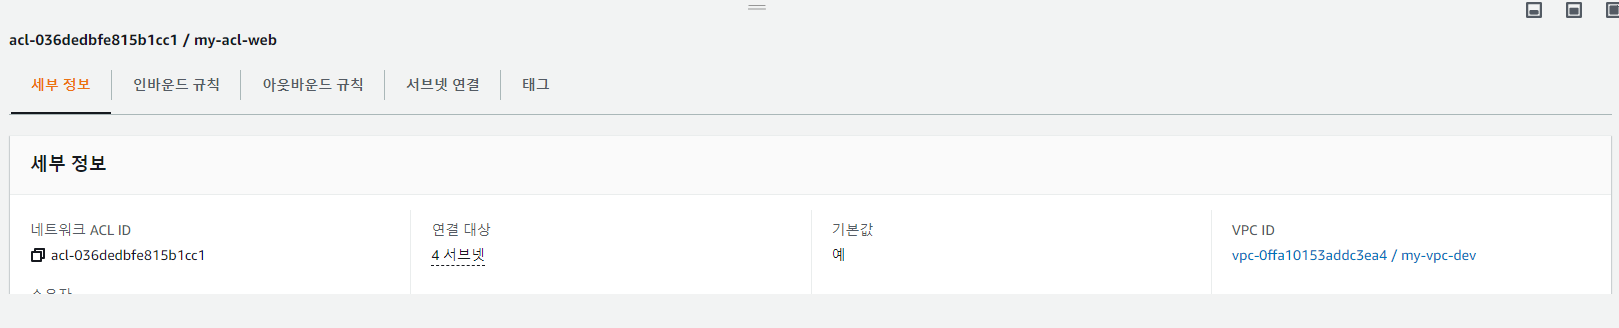 acl-036dedbfe815b1cc1 / my-acl-web
세부 정보 인바운드 규칙 아웃바운드 규칙 서브넷 연결 태그
세부 정보
네트워크 ACL ID 연결 대상 기본값 VPC ID
acl-036dedbfe815b1cc1 4 서브넷 예 vpc-0ffa10153addc3ea4 / my-vpc-dev